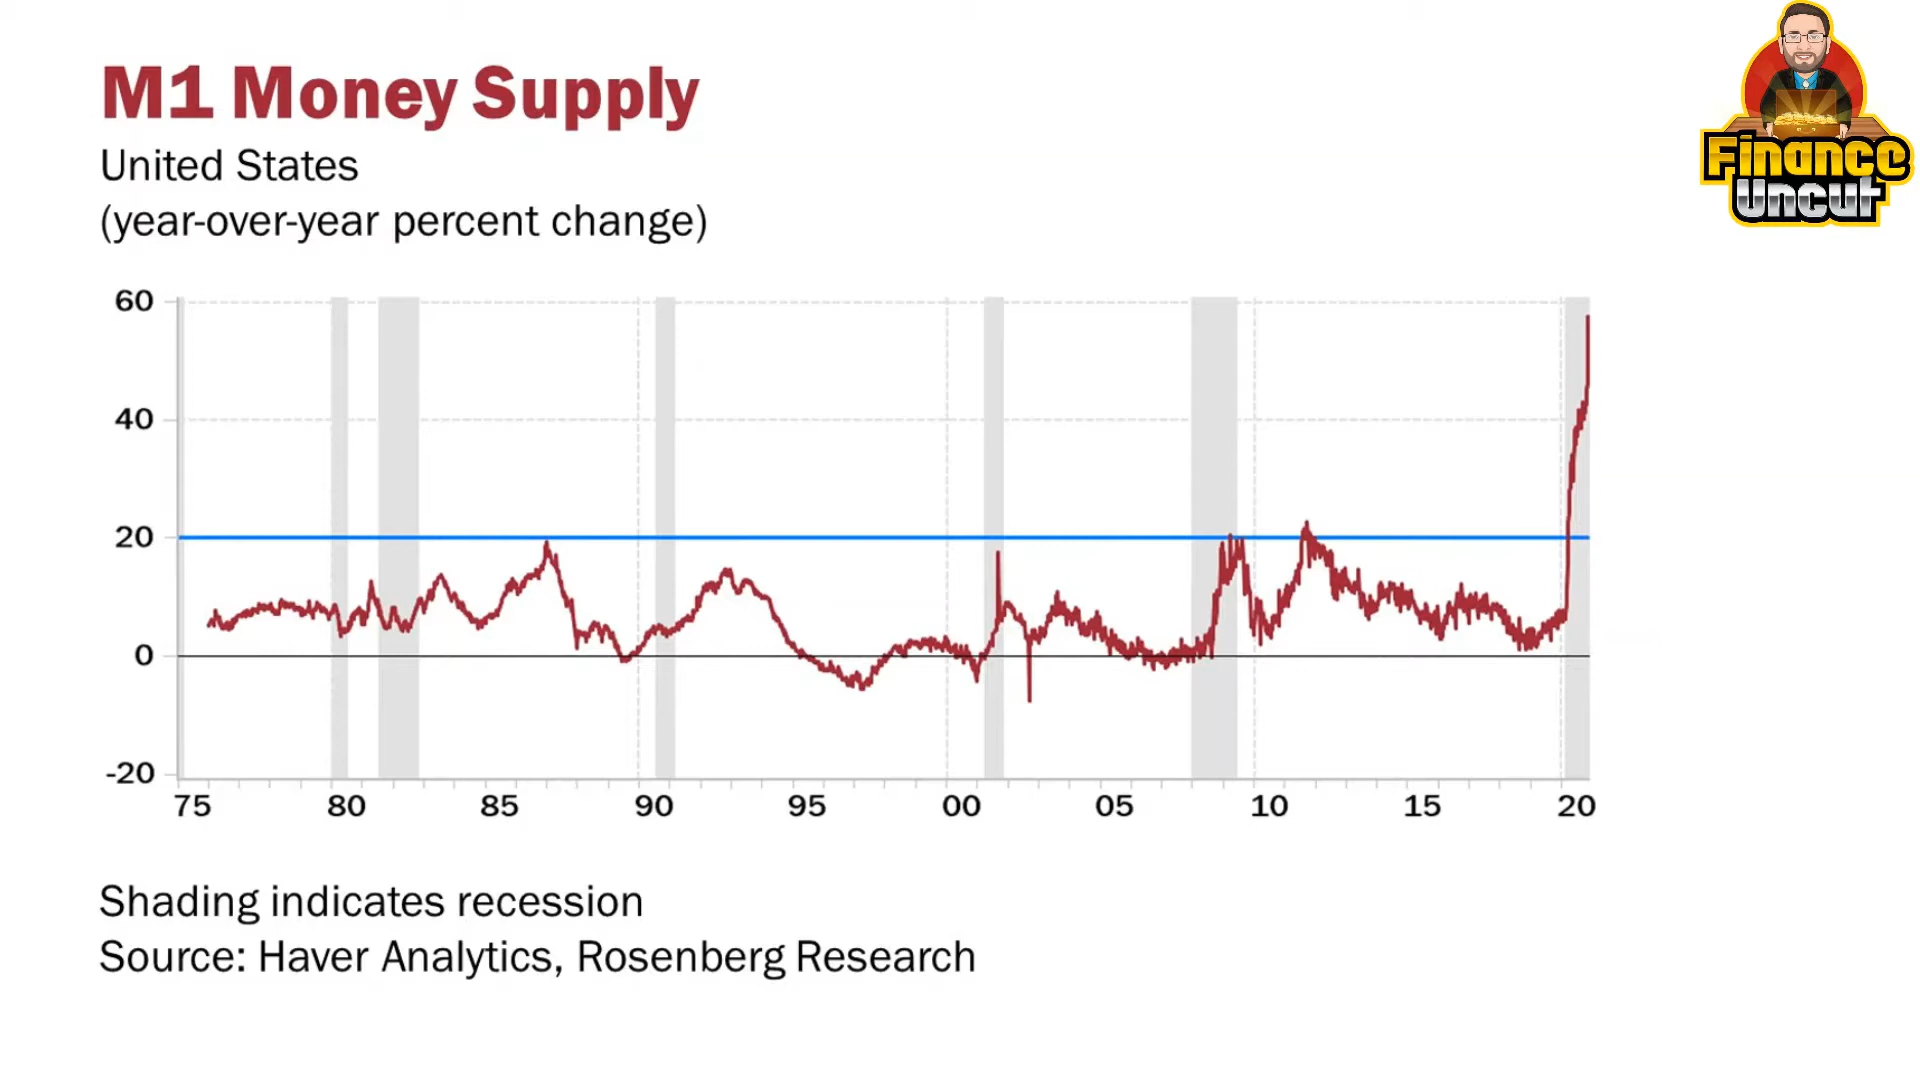 M1 Money Supply
United States
(year-over-year percent change)
Finance
Uncut
60
40
20
0
-20
75 80 85 90 95 00 05 10 15 20
Shading indicates recession
Source: Haver Analytics, Rosenberg Research